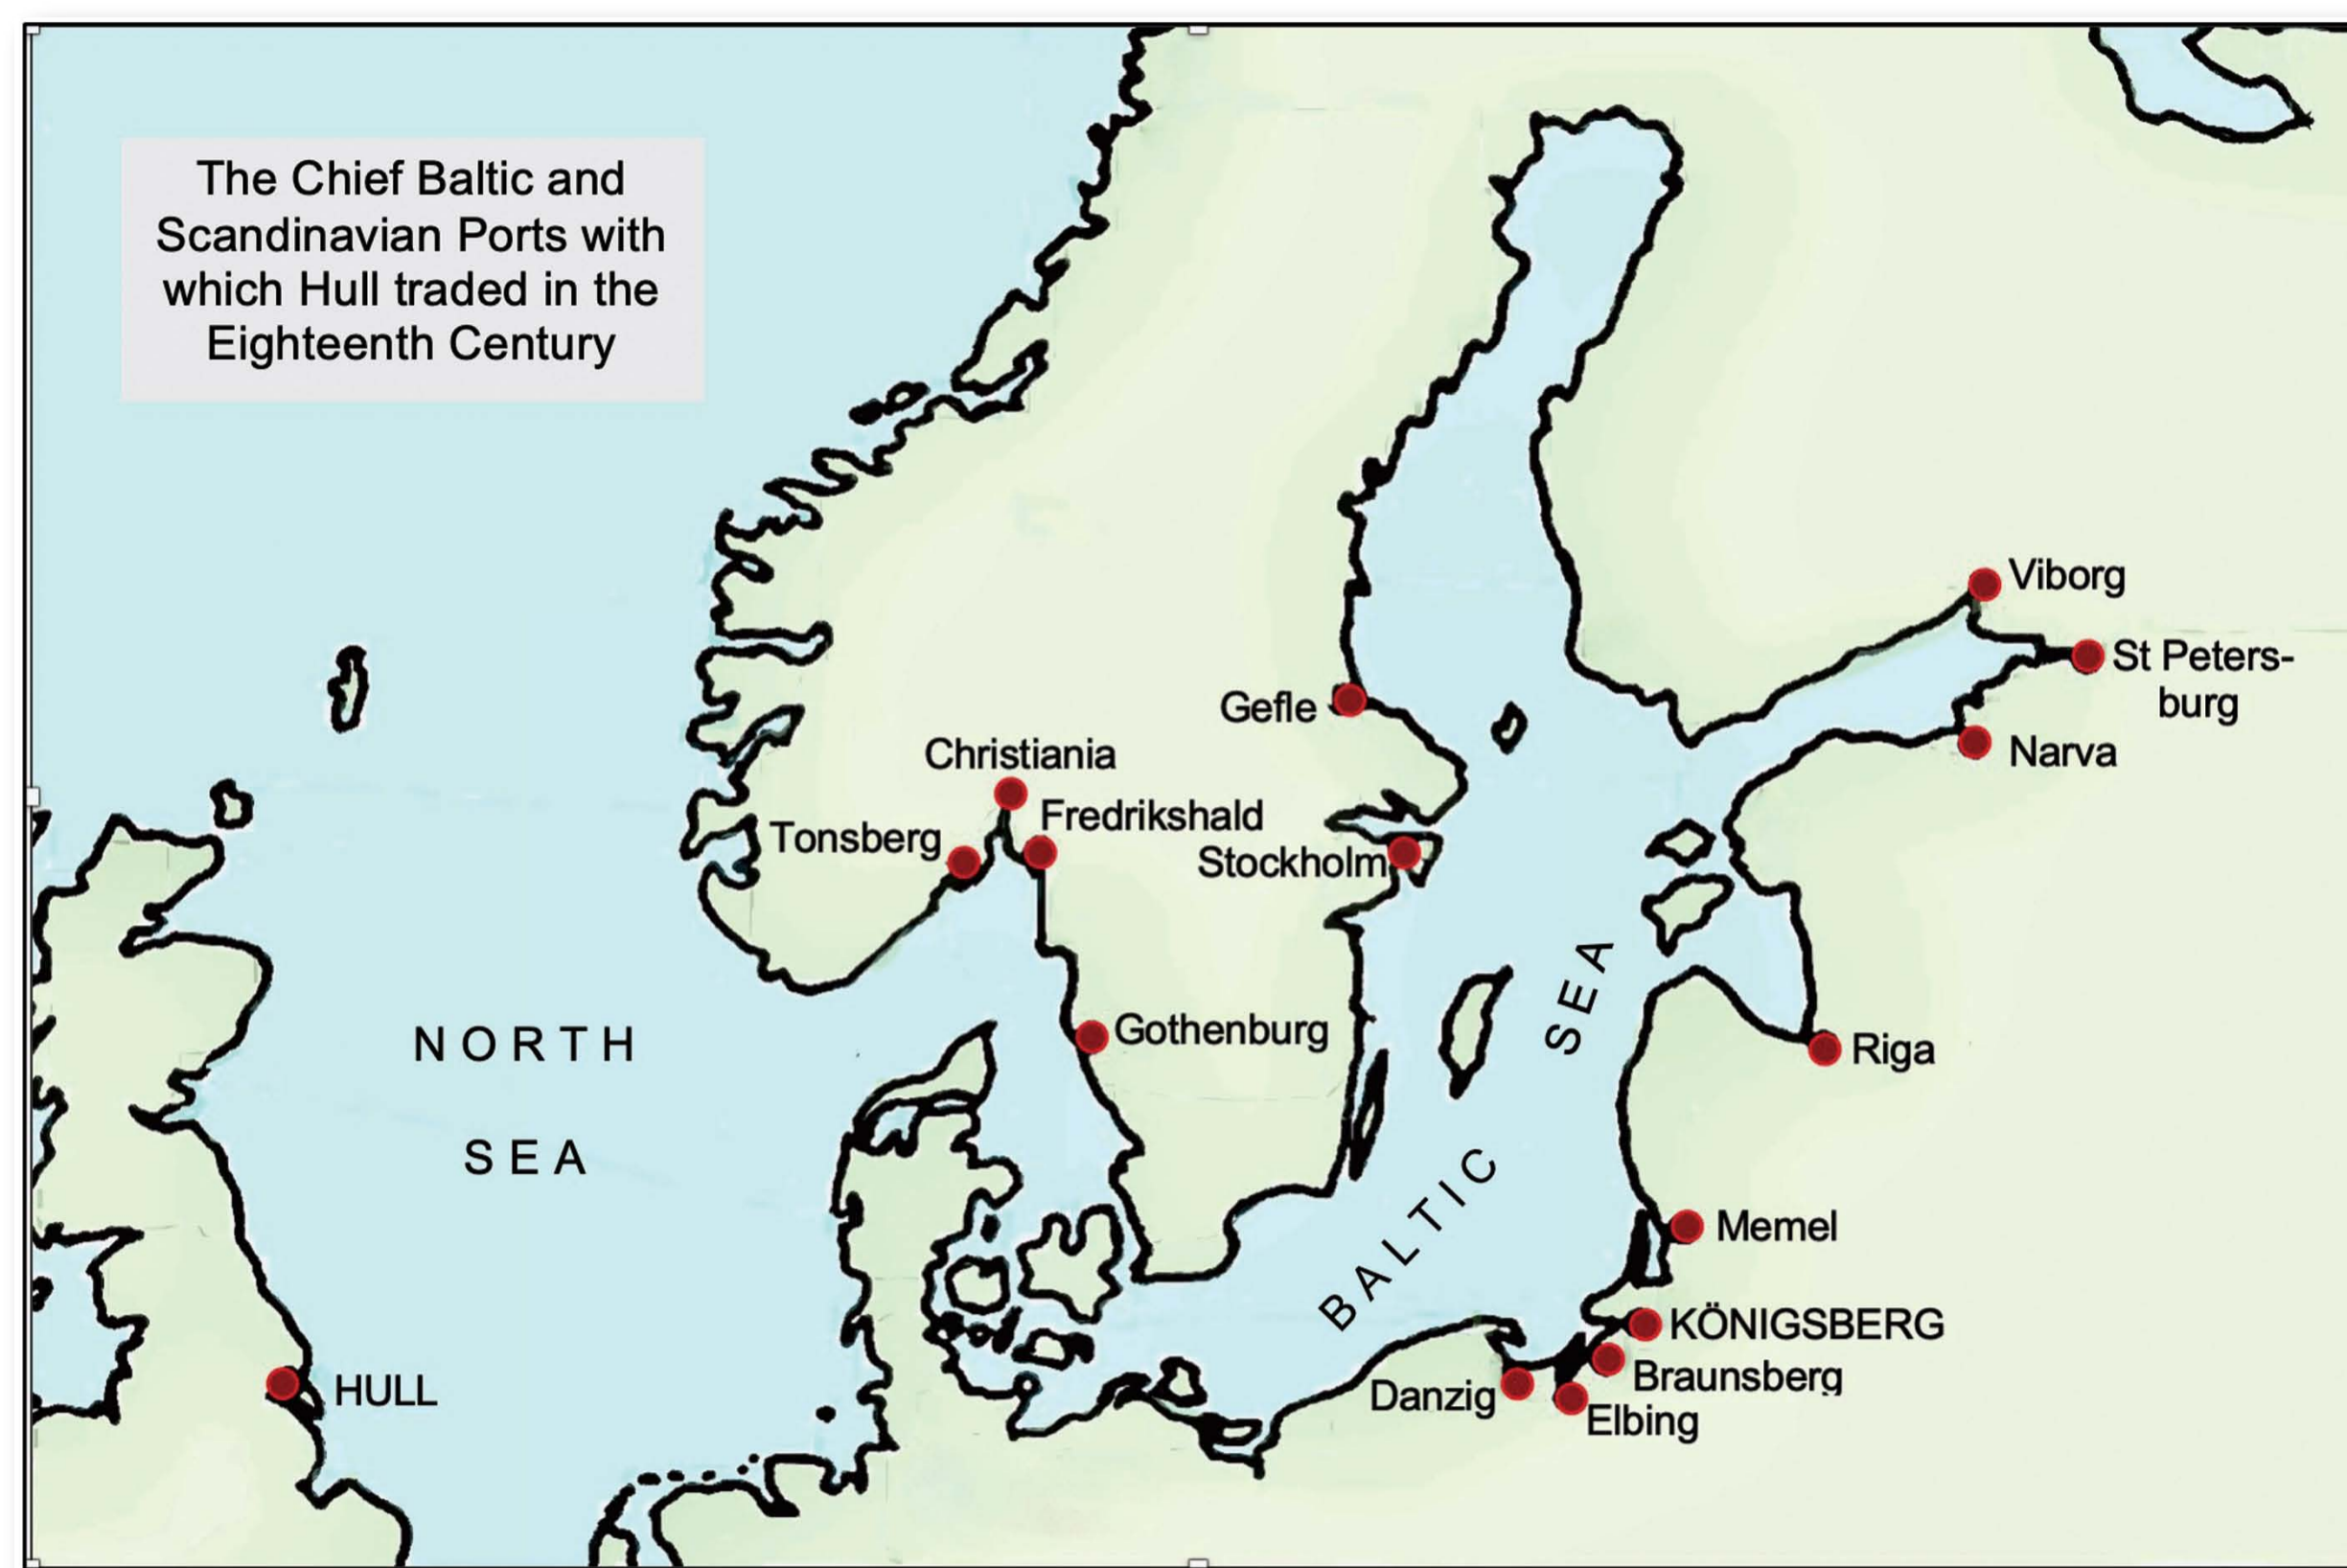 The Chief Baltic and
Scandinavian Ports with
which Hull traded in the
Eighteenth Century
Viborg
St Peters-
burg
Narva
Gefle
Christiania
Fredrikshald
Tonsberg
Stockholm
SEA
NORTH
SEA
Gothenburg
Riga
BALTIC
Memel
KÖNIGSBERG
Braunsberg
Danzig
Elbing
HULL